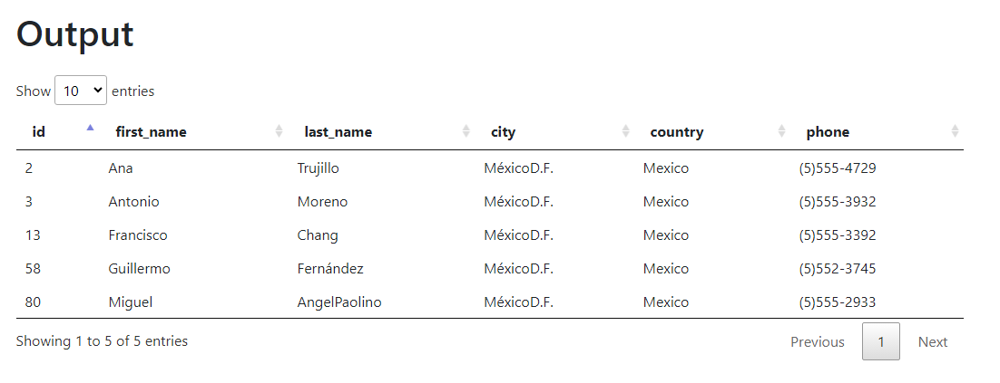 Output
Show 10 entries
id first_name last_name city country phone
2 Ana Trujillo MéxicoD.F. Mexico (5)555-4729
3 Antonio Moreno MéxicoD.F. Mexico (5)555-3932
13 Francisco Chang MéxicoD.F. Mexico (5)555-3392
58 Guillermo Fernández MéxicoD.F. Mexico (5)552-3745
80 Miguel AngelPaolino MéxicoD.F. Mexico (5)555-2933
Showing 1 to 5 of 5 entries Previous 1 Next